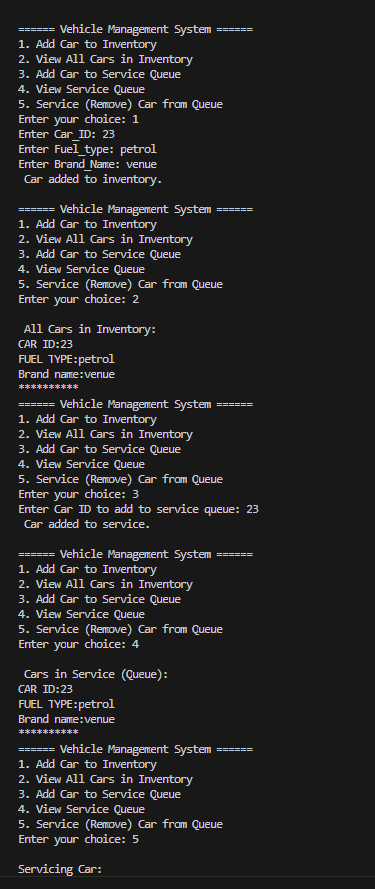 ====== Vehicle Management System ======
1. Add Car to Inventory
2. View All Cars in Inventory
3. Add Car to Service Queue
4. View Service Queue
5. Service (Remove) Car from Queue
Enter your choice: 1
Enter Car_ID: 23
Enter Fuel_type: petrol
Enter Brand_Name: venue
Car added to inventory.
====== Vehicle Management System ======
1. Add Car to Inventory
2. View All Cars in Inventory
3. Add Car to Service Queue
4. View Service Queue
5. Service (Remove) Car from Queue
Enter your choice: 2
All Cars in Inventory:
CAR ID:23
FUEL TYPE:petrol
Brand name:venue
**********
====== Vehicle Management System ======
1. Add Car to Inventory
2. View All Cars in Inventory
3. Add Car to Service Queue
4. View Service Queue
5. Service (Remove) Car from Queue
Enter your choice: 3
Enter Car ID to add to service queue: 23
Car added to service.
====== Vehicle Management System ======
1. Add Car to Inventory
2. View All Cars in Inventory
3. Add Car to Service Queue
4. View Service Queue
5. Service (Remove) Car from Queue
Enter your choice: 4
Cars in Service (Queue):
CAR ID:23
FUEL TYPE:petrol
Brand name:venue
**********
====== Vehicle Management System ======
1. Add Car to Inventory
2. View All Cars in Inventory
3. Add Car to Service Queue
4. View Service Queue
5. Service (Remove) Car from Queue
Enter your choice: 5
Servicing Car: